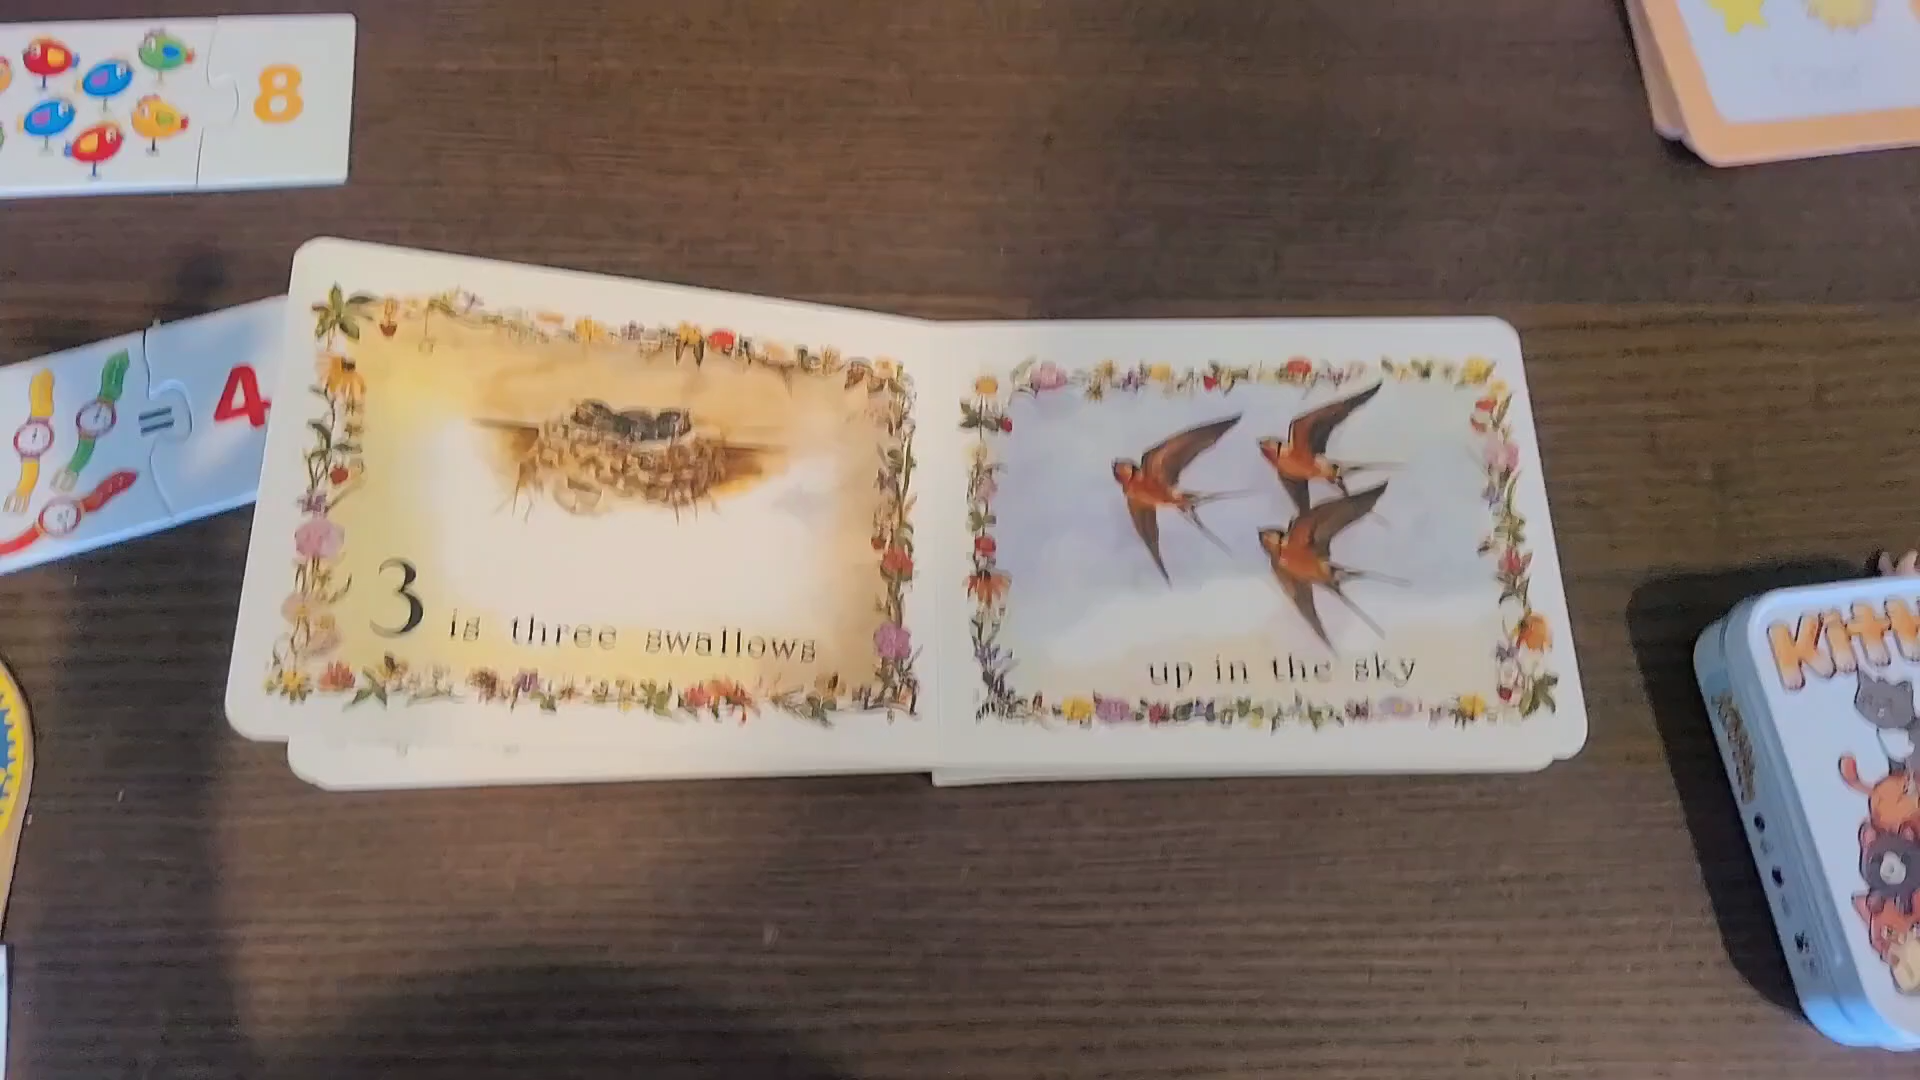 8
= 4
3 is three swallows
up in the sky